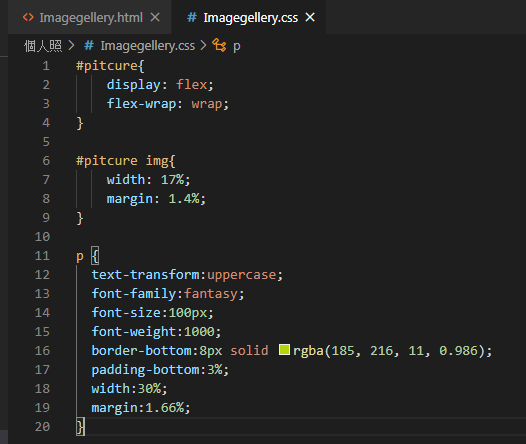 Imagegellery.html # Imagegellery.css ×
個人照 > # Imagegellery.css > p
1 #pitcure{
2 display: flex;
3 flex-wrap: wrap;
4 }
5
6 #pitcure img{
7 width: 17%;
8 margin: 1.4%;
9 }
10
11 p {
12 text-transform:uppercase;
13 font-family:fantasy;
14 font-size:100px;
15 font-weight:1000;
16 border-bottom:8px solid rgba(185, 216, 11, 0.986);
17 padding-bottom:3%;
18 width:30%;
19 margin:1.66%;
20 }